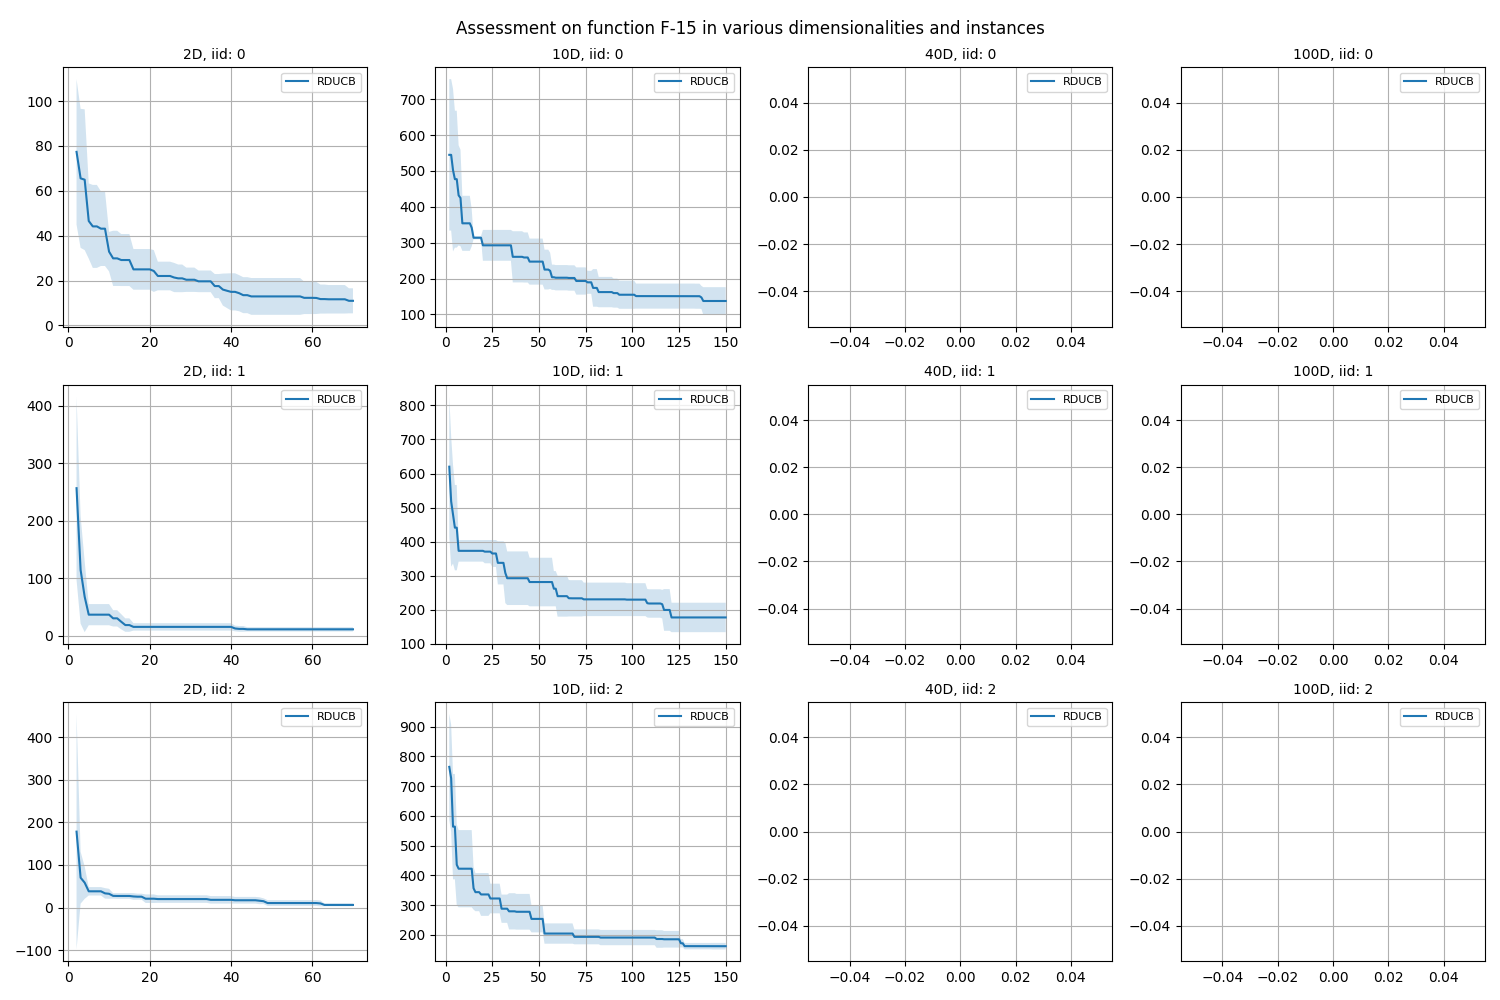 Assessment on function F-15 in various dimensionalities and instances
2D, iid: 0
RDUCB
100
80
60
40
20
0
0 20 40 60
10D, iid: 0
RDUCB
700
600
500
400
300
200
100
0 25 50 75 100 125 150
40D, iid: 0
RDUCB
0.04
0.02
0.00
−0.02
−0.04
−0.04 −0.02 0.00 0.02 0.04
100D, iid: 0
RDUCB
0.04
0.02
0.00
−0.02
−0.04
−0.04 −0.02 0.00 0.02 0.04
2D, iid: 1
RDUCB
400
300
200
100
0
0 20 40 60
10D, iid: 1
RDUCB
800
700
600
500
400
300
200
100
0 25 50 75 100 125 150
40D, iid: 1
RDUCB
0.04
0.02
0.00
−0.02
−0.04
−0.04 −0.02 0.00 0.02 0.04
100D, iid: 1
RDUCB
0.04
0.02
0.00
−0.02
−0.04
−0.04 −0.02 0.00 0.02 0.04
2D, iid: 2
RDUCB
400
300
200
100
0
−100
0 20 40 60
10D, iid: 2
RDUCB
900
800
700
600
500
400
300
200
0 25 50 75 100 125 150
40D, iid: 2
RDUCB
0.04
0.02
0.00
−0.02
−0.04
−0.04 −0.02 0.00 0.02 0.04
100D, iid: 2
RDUCB
0.04
0.02
0.00
−0.02
−0.04
−0.04 −0.02 0.00 0.02 0.04